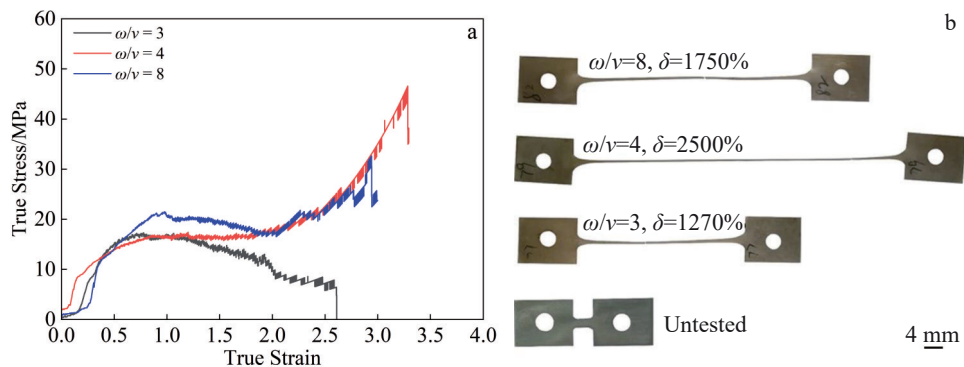 60
50
40
30
20
10
0
0.0 0.5 1.0 1.5 2.0 2.5 3.0 3.5 4.0
True Stress/MPa
True Strain
ω/v = 3
ω/v = 4
ω/v = 8
a
b
ω/v=8, δ=1750%
ω/v=4, δ=2500%
ω/v=3, δ=1270%
Untested
4 mm